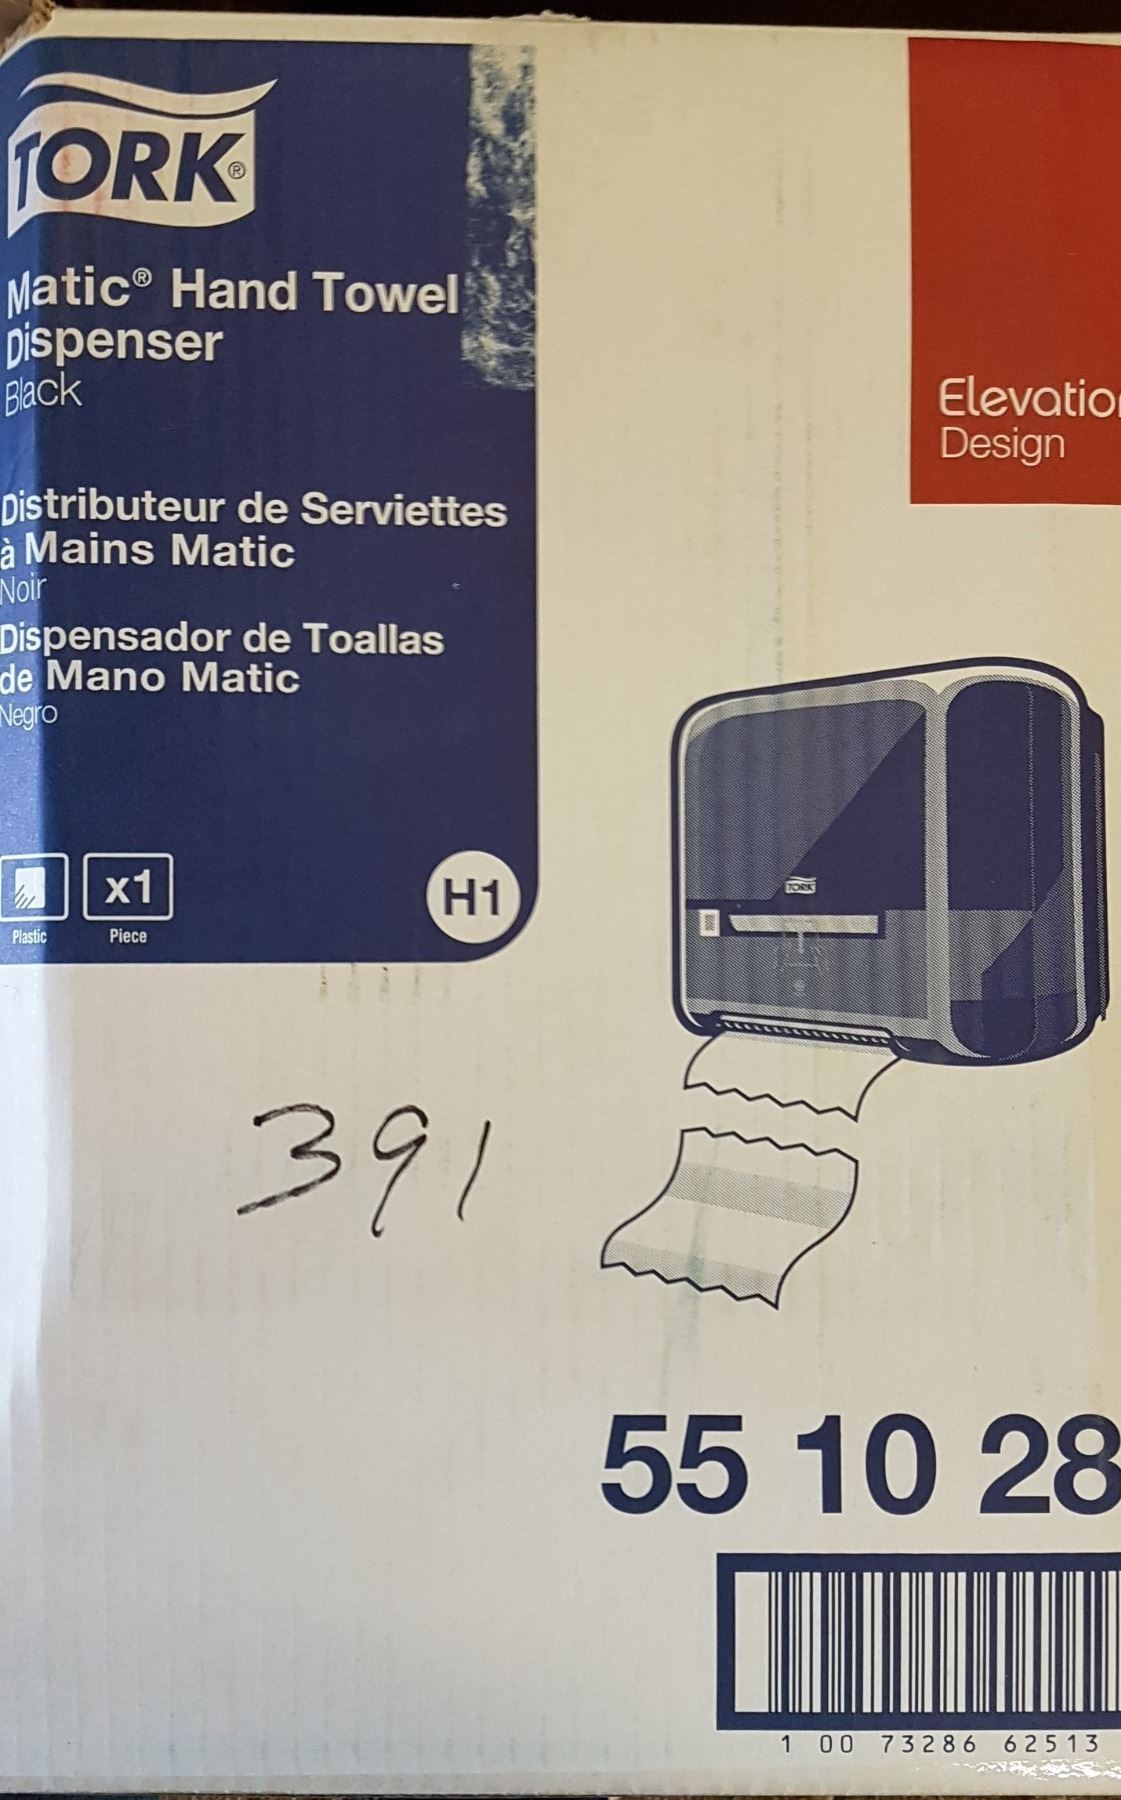 TORK®
Matic® Hand Towel
Dispenser
Black
Distributeur de Serviettes
à Mains Matic
Noir
Dispensador de Toallas
de Mano Matic
Negro
x1
Plastic
Piece
H1
Elevation
Design
TORK
391
55 10 28
1 00 73286 62513